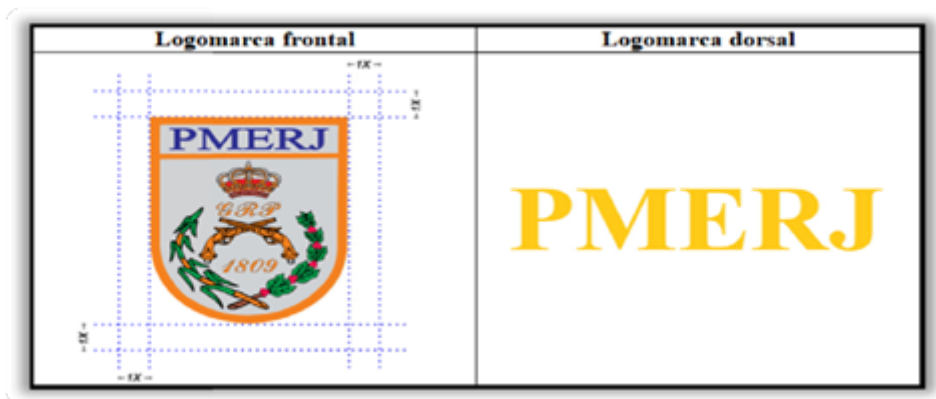 Logomarca frontal
Logomarca dorsal
←1X→
←1X→
PMERJ
GRP
1809
PMERJ
←1X→
←1X→